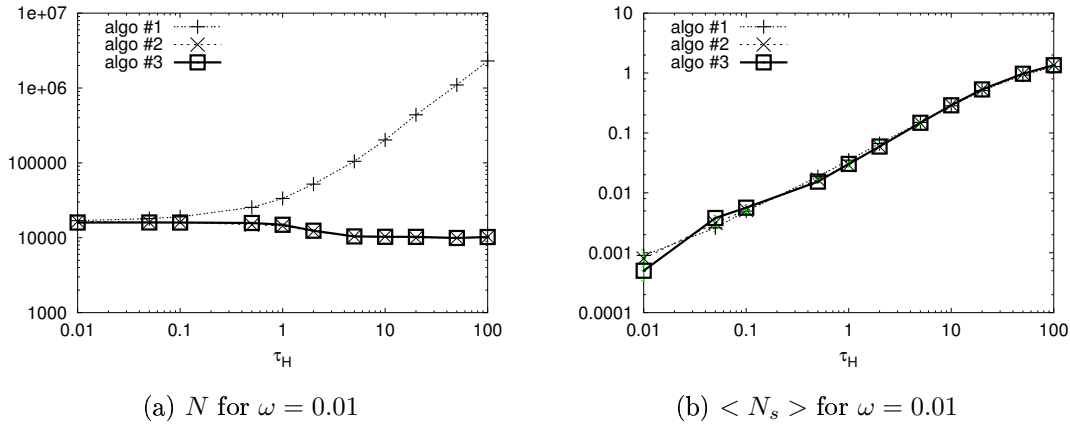 1e+07
1e+06
100000
10000
1000
algo #1
algo #2
algo #3
0.01 0.1 1 10 100
τH
(a) N for ω = 0.01
10
1
0.1
0.01
0.001
0.0001
algo #1
algo #2
algo #3
0.01 0.1 1 10 100
τH
(b) < Ns > for ω = 0.01